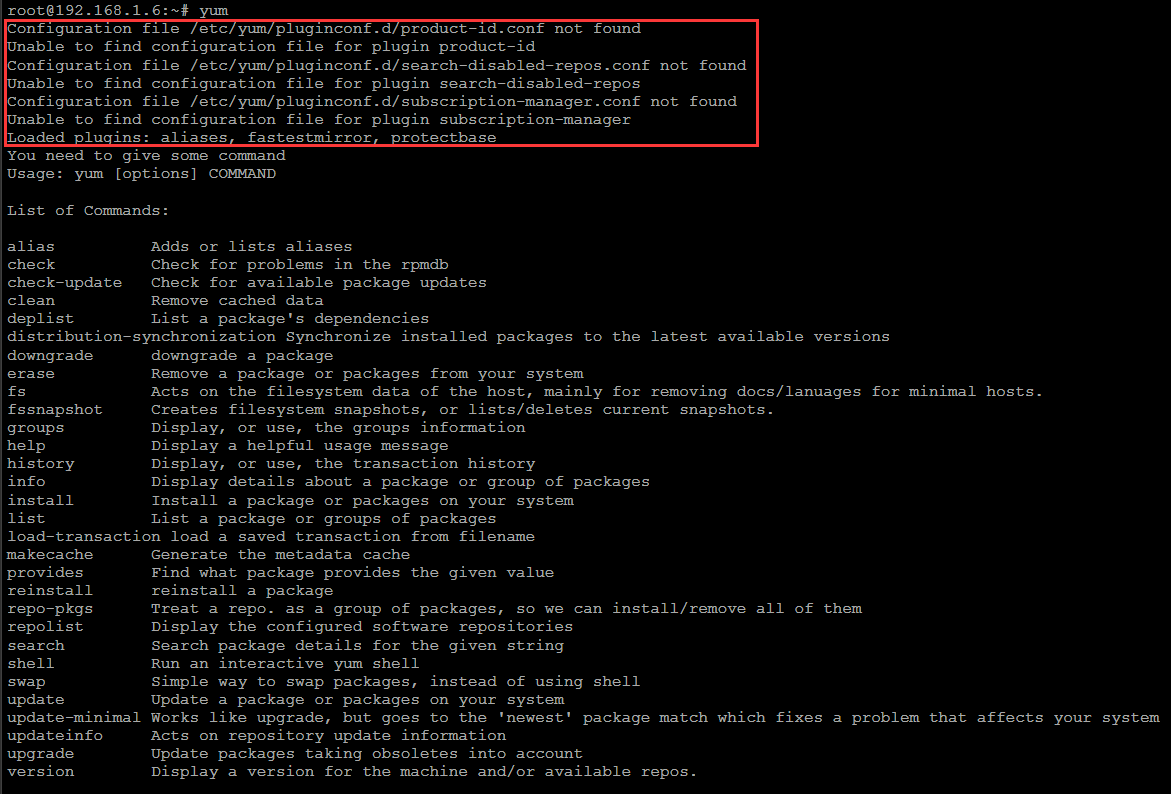 root@192.168.1.6:~# yum
Configuration file /etc/yum/pluginconf.d/product-id.conf not found
Unable to find configuration file for plugin product-id
Configuration file /etc/yum/pluginconf.d/search-disabled-repos.conf not found
Unable to find configuration file for plugin search-disabled-repos
Configuration file /etc/yum/pluginconf.d/subscription-manager.conf not found
Unable to find configuration file for plugin subscription-manager
Loaded plugins: aliases, fastestmirror, protectbase
You need to give some command
Usage: yum [options] COMMAND

List of Commands:

alias          Adds or lists aliases
check          Check for problems in the rpmdb
check-update   Check for available package updates
clean          Remove cached data
deplist        List a package's dependencies
distribution-synchronization Synchronize installed packages to the latest available versions
downgrade      downgrade a package
erase          Remove a package or packages from your system
fs             Acts on the filesystem data of the host, mainly for removing docs/lanuages for minimal hosts.
fssnapshot     Creates filesystem snapshots, or lists/deletes current snapshots.
groups         Display, or use, the groups information
help           Display a helpful usage message
history        Display, or use, the transaction history
info           Display details about a package or group of packages
install        Install a package or packages on your system
list           List a package or groups of packages
load-transaction load a saved transaction from filename
makecache      Generate the metadata cache
provides       Find what package provides the given value
reinstall      reinstall a package
repo-pkgs      Treat a repo. as a group of packages, so we can install/remove all of them
repolist       Display the configured software repositories
search         Search package details for the given string
shell          Run an interactive yum shell
swap           Simple way to swap packages, instead of using shell
update         Update a package or packages on your system
update-minimal Works like upgrade, but goes to the 'newest' package match which fixes a problem that affects your system
updateinfo     Acts on repository update information
upgrade        Update packages taking obsoletes into account
version        Display a version for the machine and/or available repos.